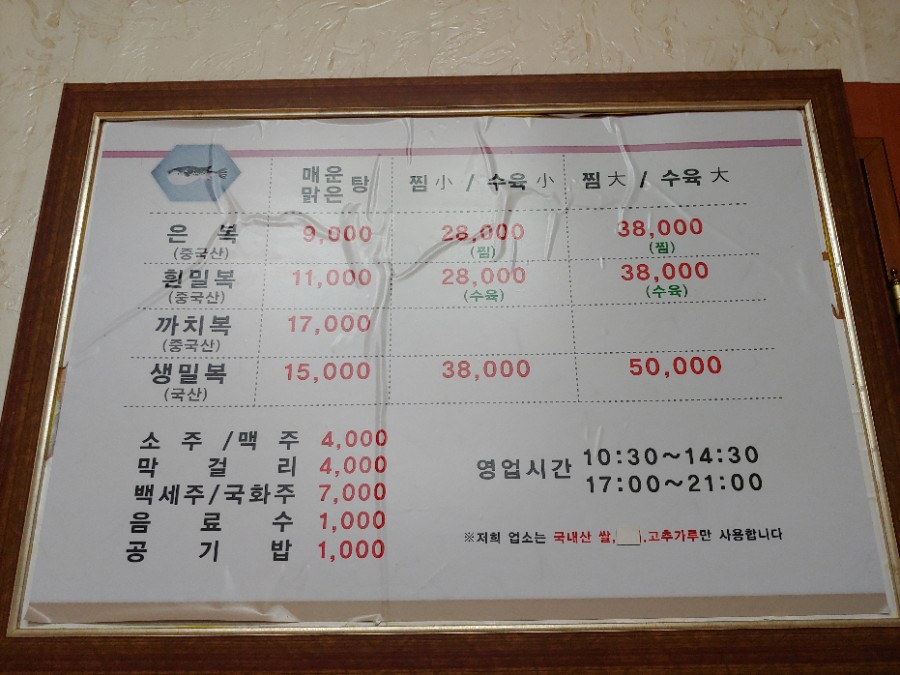 매운 맑은 탕 찜 小 / 수육 小 찜 大 / 수육 大
은 복 9,000 28,000 38,000
(중국산) (찜) (찜)
흰밀복 11,000 28,000 38,000
(중국산) (수육) (수육)
까치복 17,000
(중국산)
생밀복 15,000 38,000 50,000
(국산)
소 주 /맥 주 4,000
막 걸 리 4,000
백세주/국화주 7,000
음 료 수 1,000
공 기 밥 1,000
영업시간 10:30~14:30
17:00~21:00
※저희 업소는 국내산 쌀, ,고추가루만 사용합니다